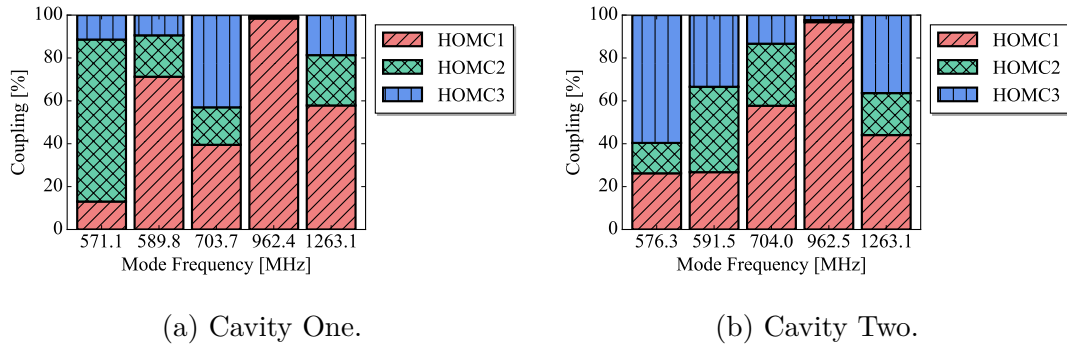 100
80
60
40
20
0
Coupling [%]
571.1 589.8 703.7 962.4 1263.1
Mode Frequency [MHz]
HOMC1
HOMC2
HOMC3
(a) Cavity One.
100
80
60
40
20
0
Coupling [%]
576.3 591.5 704.0 962.5 1263.1
Mode Frequency [MHz]
HOMC1
HOMC2
HOMC3
(b) Cavity Two.